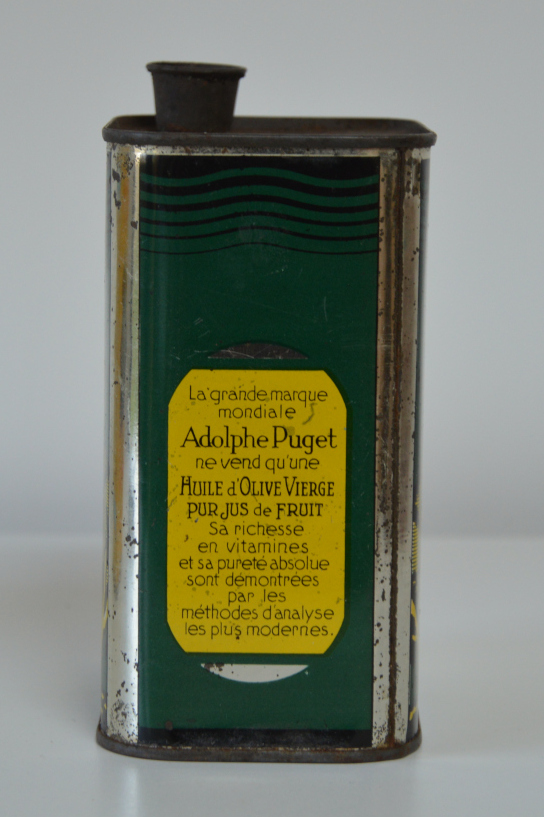 La grande marque
mondiale
Adolphe Puget
ne vend qu'une
HUILE d'OLIVE VIERGE
PUR JUS de FRUIT
Sa richesse
en vitamines
et sa pureté absolue
sont démontrées
par les
méthodes d'analyse
les plus modernes.